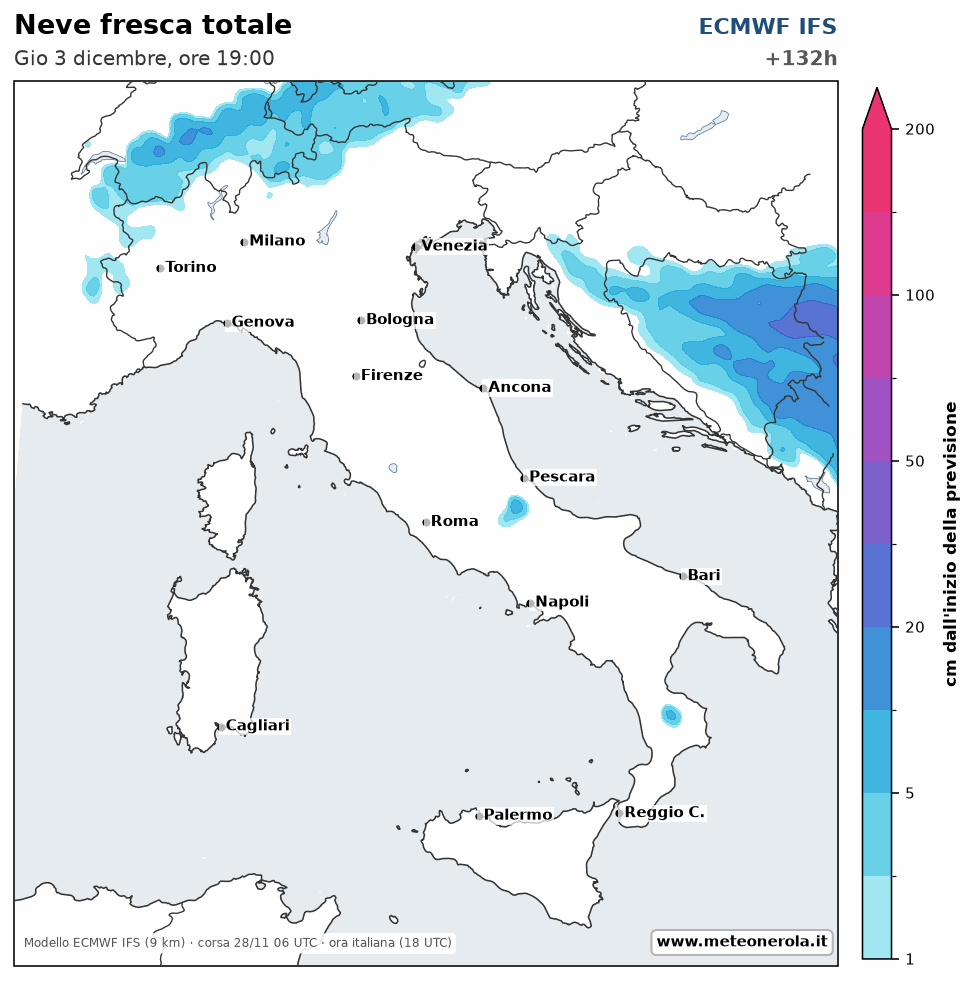 Neve fresca totale
ECMWF IFS
Gio 3 dicembre, ore 19:00
+132h
200
100
50
20
5
1
cm dall'inizio della previsione
Milano
Venezia
Torino
Genova
Bologna
Firenze
Ancona
Pescara
Roma
Bari
Napoli
Cagliari
Palermo
Reggio C.
Modello ECMWF IFS (9 km) · corsa 28/11 06 UTC · ora italiana (18 UTC)
www.meteonerola.it